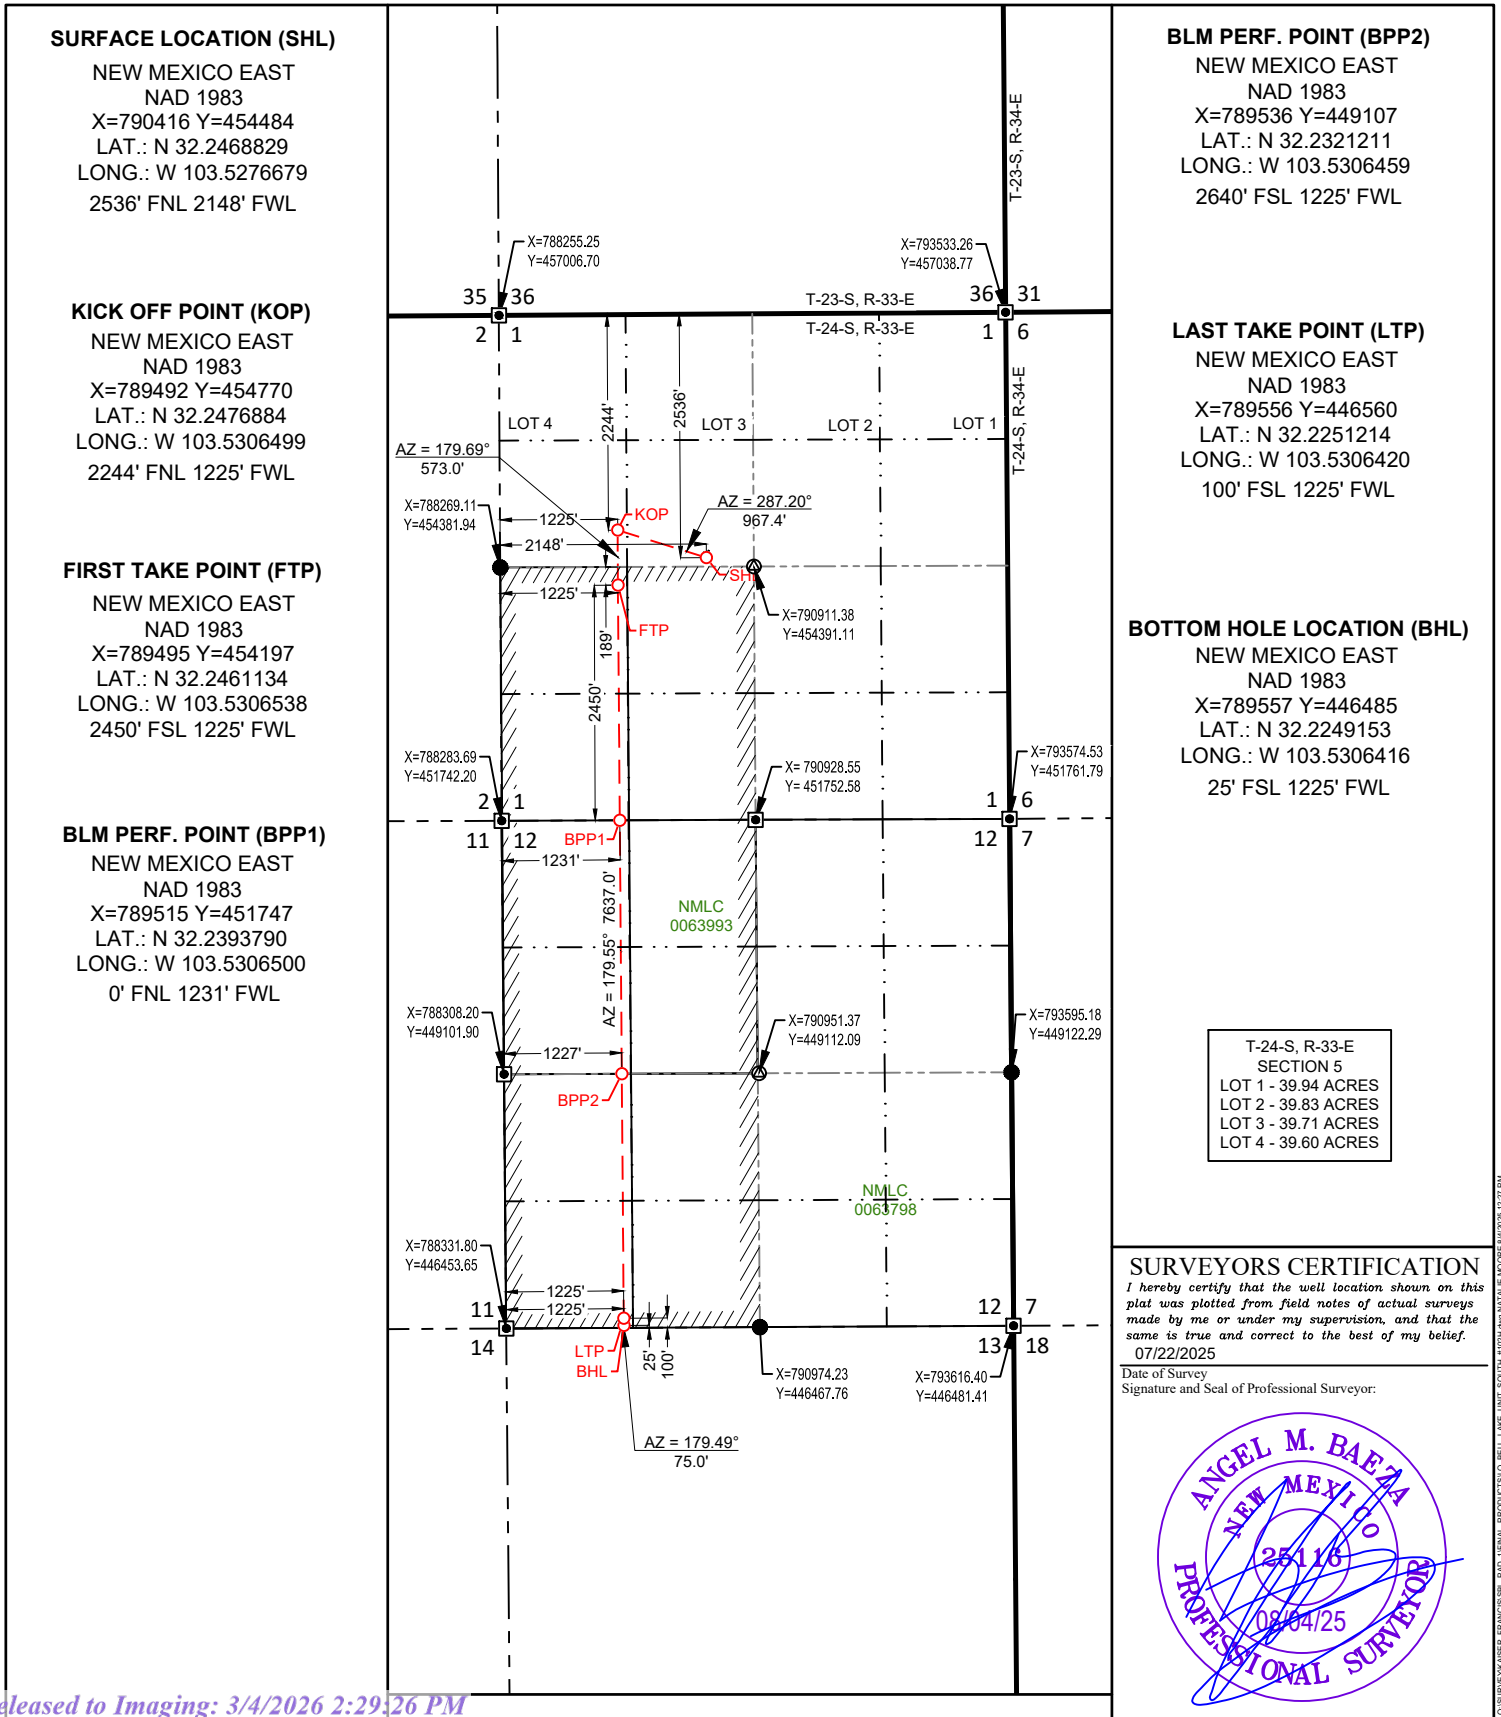 SURFACE LOCATION (SHL)
NEW MEXICO EAST
NAD 1983
X=790416 Y=454484
LAT.: N 32.2468829
LONG.: W 103.5276679
2536' FNL 2148' FWL
KICK OFF POINT (KOP)
NEW MEXICO EAST
NAD 1983
X=789492 Y=454770
LAT.: N 32.2476884
LONG.: W 103.5306499
2244' FNL 1225' FWL
FIRST TAKE POINT (FTP)
NEW MEXICO EAST
NAD 1983
X=789495 Y=454197
LAT.: N 32.2461134
LONG.: W 103.5306538
2450' FSL 1225' FWL
BLM PERF. POINT (BPP1)
NEW MEXICO EAST
NAD 1983
X=789515 Y=451747
LAT.: N 32.2393790
LONG.: W 103.5306500
0' FNL 1231' FWL
T-23-S, R-34-E
X=788255.25
Y=457006.70
X=793533.26
Y=457038.77
35 36
T-23-S, R-33-E
36 31
2 1
T-24-S, R-33-E
1 6
T-24-S, R-34-E
2244'
2536'
LOT 4
LOT 3
LOT 2
LOT 1
AZ = 179.69°
573.0'
X=788269.11
Y=454381.94
1225'
KOP
AZ = 287.20°
967.4'
2148'
SHL
1225'
X=790911.38
Y=454391.11
FTP
189'
2450'
X=788283.69
Y=451742.20
X= 790928.55
Y= 451752.58
X=793574.53
Y=451761.79
2 1
1 6
11 12
BPP1
12 7
1231'
AZ = 179.55° 7637.0'
NMLC
0063993
X=788308.20
Y=449101.90
X=790951.37
Y=449112.09
X=793595.18
Y=449122.29
1227'
BPP2
NMLC
0063798
X=788331.80
Y=446453.65
1225'
1225'
11
12 7
14
13 18
LTP
BHL
25'
100'
X=790974.23
Y=446467.76
X=793616.40
Y=446481.41
AZ = 179.49°
75.0'
BLM PERF. POINT (BPP2)
NEW MEXICO EAST
NAD 1983
X=789536 Y=449107
LAT.: N 32.2321211
LONG.: W 103.5306459
2640' FSL 1225' FWL
LAST TAKE POINT (LTP)
NEW MEXICO EAST
NAD 1983
X=789556 Y=446560
LAT.: N 32.2251214
LONG.: W 103.5306420
100' FSL 1225' FWL
BOTTOM HOLE LOCATION (BHL)
NEW MEXICO EAST
NAD 1983
X=789557 Y=446485
LAT.: N 32.2249153
LONG.: W 103.5306416
25' FSL 1225' FWL
T-24-S, R-33-E
SECTION 5
LOT 1 - 39.94 ACRES
LOT 2 - 39.83 ACRES
LOT 3 - 39.71 ACRES
LOT 4 - 39.60 ACRES
SURVEYORS CERTIFICATION
I hereby certify that the well location shown on this
plat was plotted from field notes of actual surveys
made by me or under my supervision, and that the
same is true and correct to the best of my belief.
07/22/2025
Date of Survey
Signature and Seal of Professional Surveyor:
ANGEL M. BAEZA
NEW MEXICO
25116
08/04/25
PROFESSIONAL SURVEYOR
eleased to Imaging: 3/4/2026 2:29:26 PM